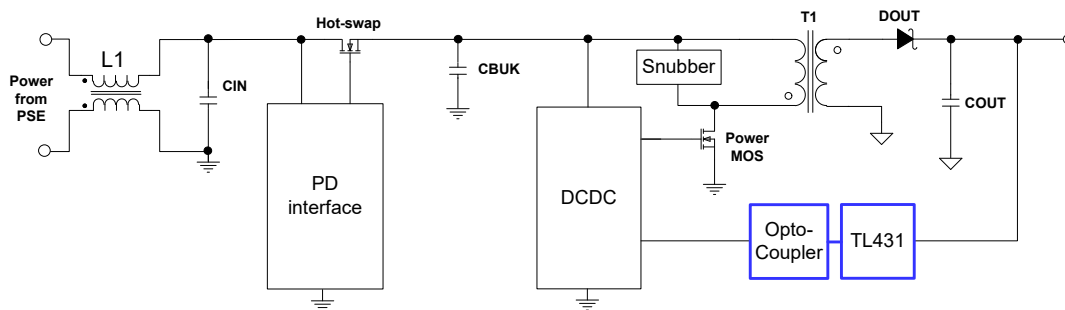 Hot-swap
T1
DOUT
L1
Power
from
PSE
CIN
CBUK
Snubber
COUT
Power
MOS
PD
interface
DCDC
Opto-
Coupler
TL431